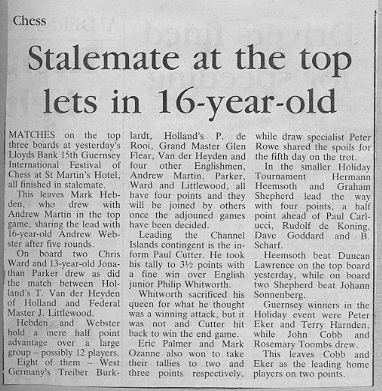 Chess
Stalemate at the top
lets in 16-year-old
MATCHES on the top
three boards at yesterday's
Lloyds Bank 15th Guernsey
International Festival of
Chess at St Martin's Hotel,
all finished in stalemate.
This leaves Mark Heb-
den, who drew with
Andrew Martin in the top
game, sharing the lead with
16-year-old Andrew Web-
ster after five rounds.
On board two Chris
Ward and 13-year-old Jona-
than Parker drew as did
the match between Hol-
land's T. Van der Heyden
of Holland and Federal
Master J. Littlewood.
Hebden and Webster
hold a mere half point
advantage over a large
group – possibly 12 players.
Eight of them – West
Germany's Treiber Burk-
lardt, Holland's P. de
Rooi, Grand Master Glen
Flear, Van der Heyden and
four other Englishmen,
Andrew Martin, Parker,
Ward and Littlewood, all
have four points and they
will be joined by others
once the adjourned games
have been decided.
Leading the Channel
Islands contingent is the in-
form Paul Cutter. He took
his tally to 3½ points with
a fine win over English
junior Philip Whitworth.
Whitworth sacrificed his
queen for what he thought
was a winning attack, but it
was not and Cutter hit
back to win the end game.
Eric Palmer and Mark
Ozanne also won to take
their tallies to two and
three points respectively,
while draw specialist Peter
Rowe shared the spoils for
the fifth day on the trot.
In the smaller Holiday
Tournament Hermann
Heemsoth and Graham
Shepherd lead the way
with four points, a half
point ahead of Paul Carl-
ucci, Rudolf de Koning,
Dave Goddard and B.
Scharf.
Heemsoth beat Duncan
Lawrence on the top board
yesterday, while on board
two Shepherd beat Johann
Sonnenberg.
Guernsey winners in the
Holiday event were Peter
Eker and Terry Harnden,
while John Cobb and
Rosemary Toombs drew.
This leaves Cobb and
Eker as the leading home
players on two points.